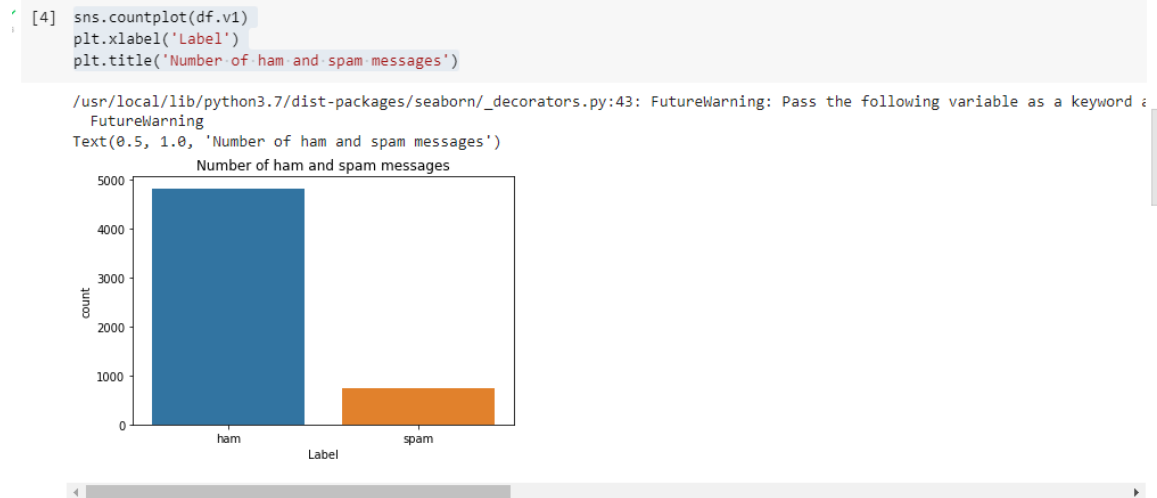 [4] sns.countplot(df.v1)
plt.xlabel('Label')
plt.title('Number of ham and spam messages')
/usr/local/lib/python3.7/dist-packages/seaborn/_decorators.py:43: FutureWarning: Pass the following variable as a keyword
FutureWarning
Text(0.5, 1.0, 'Number of ham and spam messages')
Number of ham and spam messages
5000
4000
3000
count
2000
1000
0
ham spam
Label